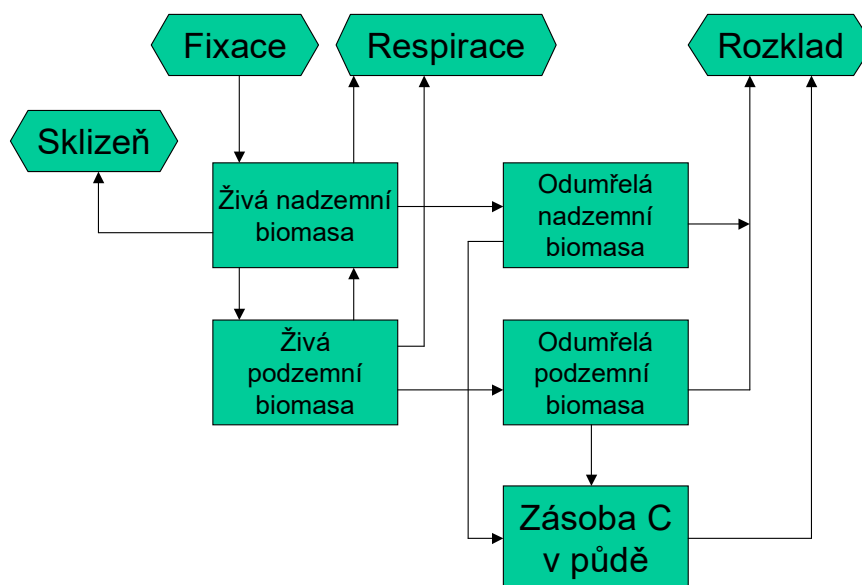 Fixace
Respirace
Rozklad
Sklizeň
Živá nadzemní
biomasa
Odumřelá
nadzemní
biomasa
Živá
podzemní
biomasa
Odumřelá
podzemní
biomasa
Zásoba C
v půdě